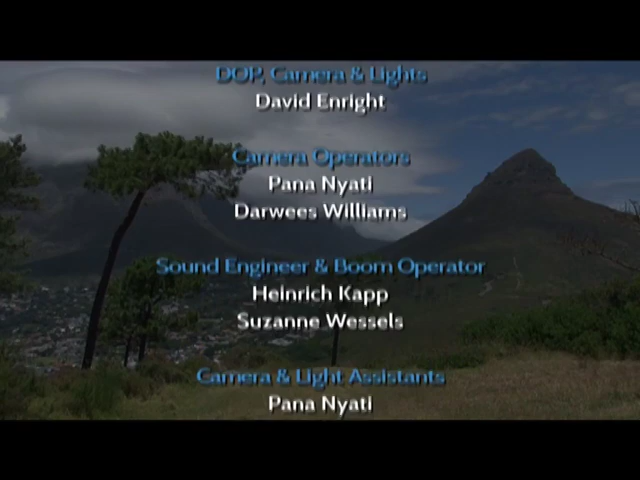 DOP, Camera & Lights
David Enright
Camera Operators
Pana Nyati
Darwees Williams
Sound Engineer & Boom Operator
Heinrich Kapp
Suzanne Wessels
Camera & Light Assistants
Pana Nyati